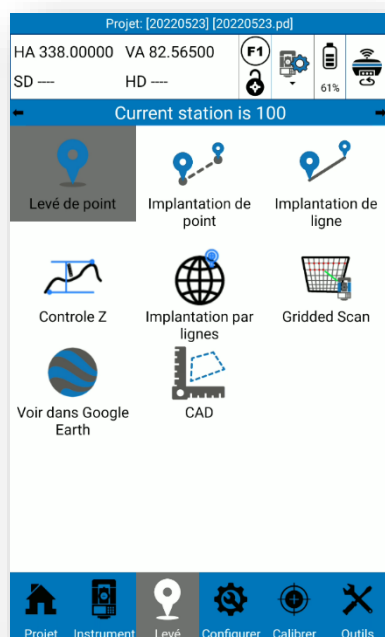 Projet: [20220523] [20220523.pd]
HA 338.00000 VA 82.56500
F1
SD ---- HD ----
61%
Current station is 100
Levé de point
Implantation de point
Implantation de ligne
Controle Z
Implantation par lignes
Gridded Scan
Voir dans Google Earth
CAD
Projet Instrument Levé Configurer Calibrer Outils